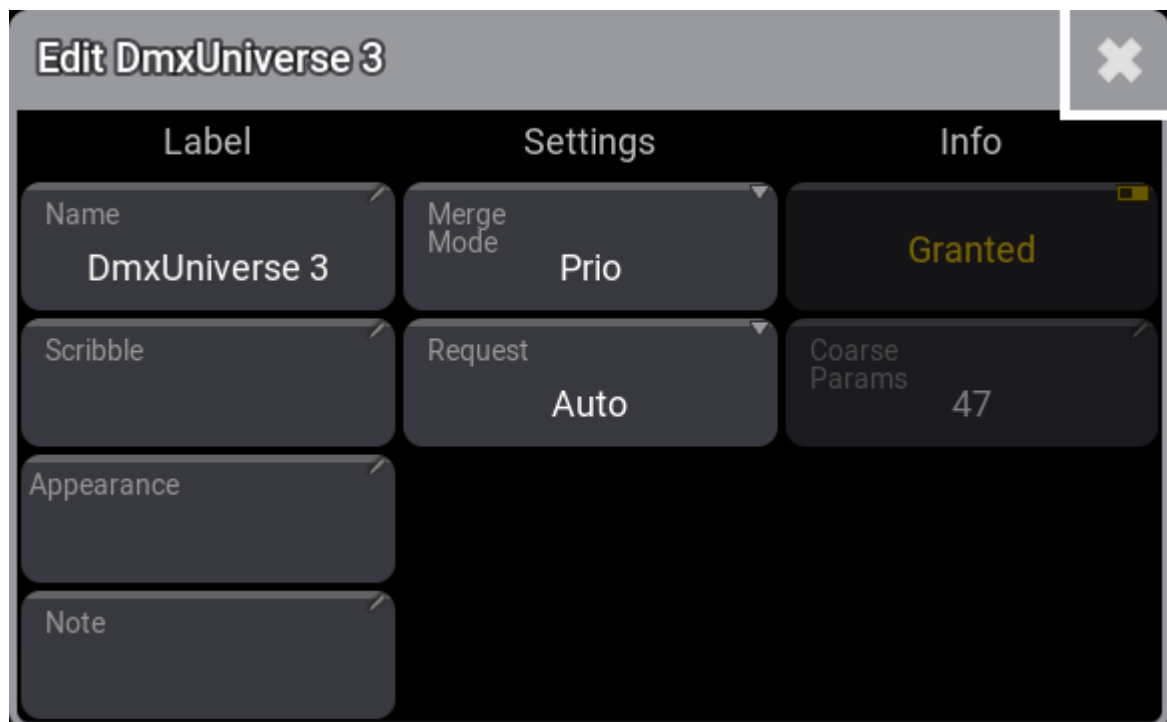 Edit DmxUniverse 3
Label
Settings
Info
Name
DmxUniverse 3
Merge
Mode
Prio
Granted
Scribble
Request
Auto
Coarse
Params
47
Appearance
Note